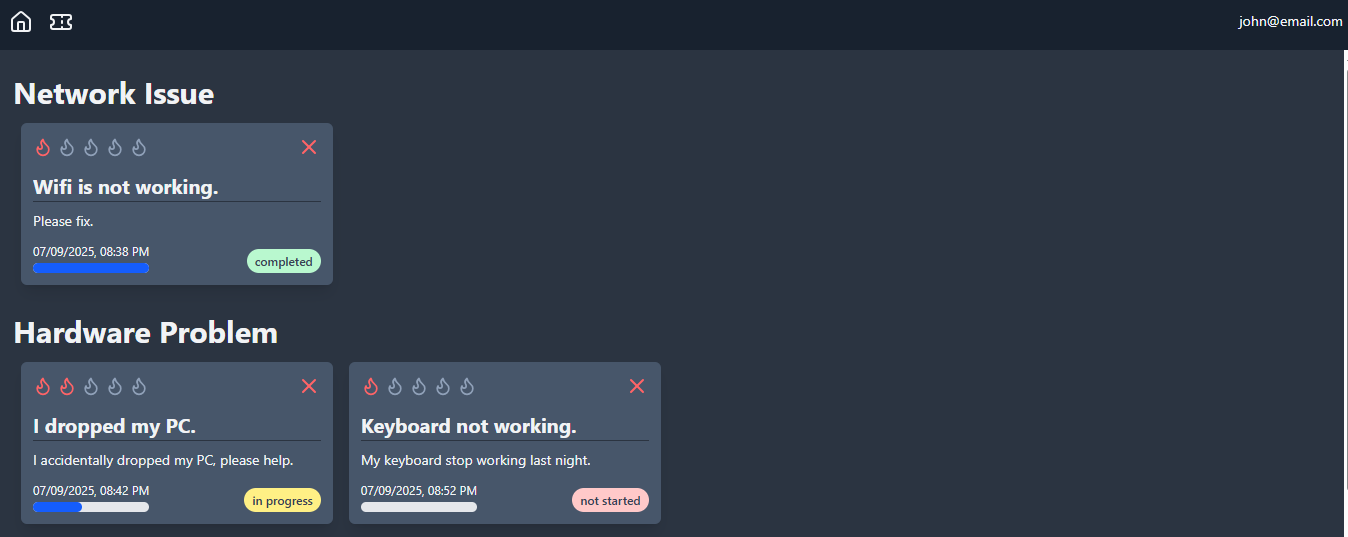 john@email.com
Network Issue
Wifi is not working.
Please fix.
07/09/2025, 08:38 PM
completed
Hardware Problem
I dropped my PC.
I accidentally dropped my PC, please help.
07/09/2025, 08:42 PM
in progress
Keyboard not working.
My keyboard stop working last night.
07/09/2025, 08:52 PM
not started